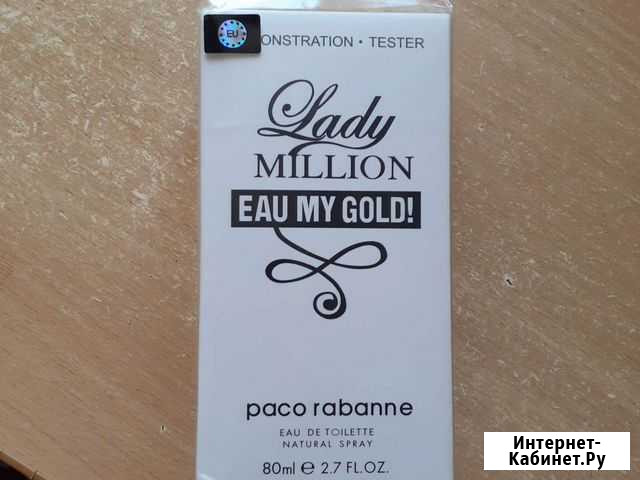 EU
ONSTRATION • TESTER
Lady
MILLION
EAU MY GOLD!
paco rabanne
EAU DE TOILETTE
NATURAL SPRAY
80ml ℮ 2.7 FL.OZ.
Интернет-
Кабинет.Ру